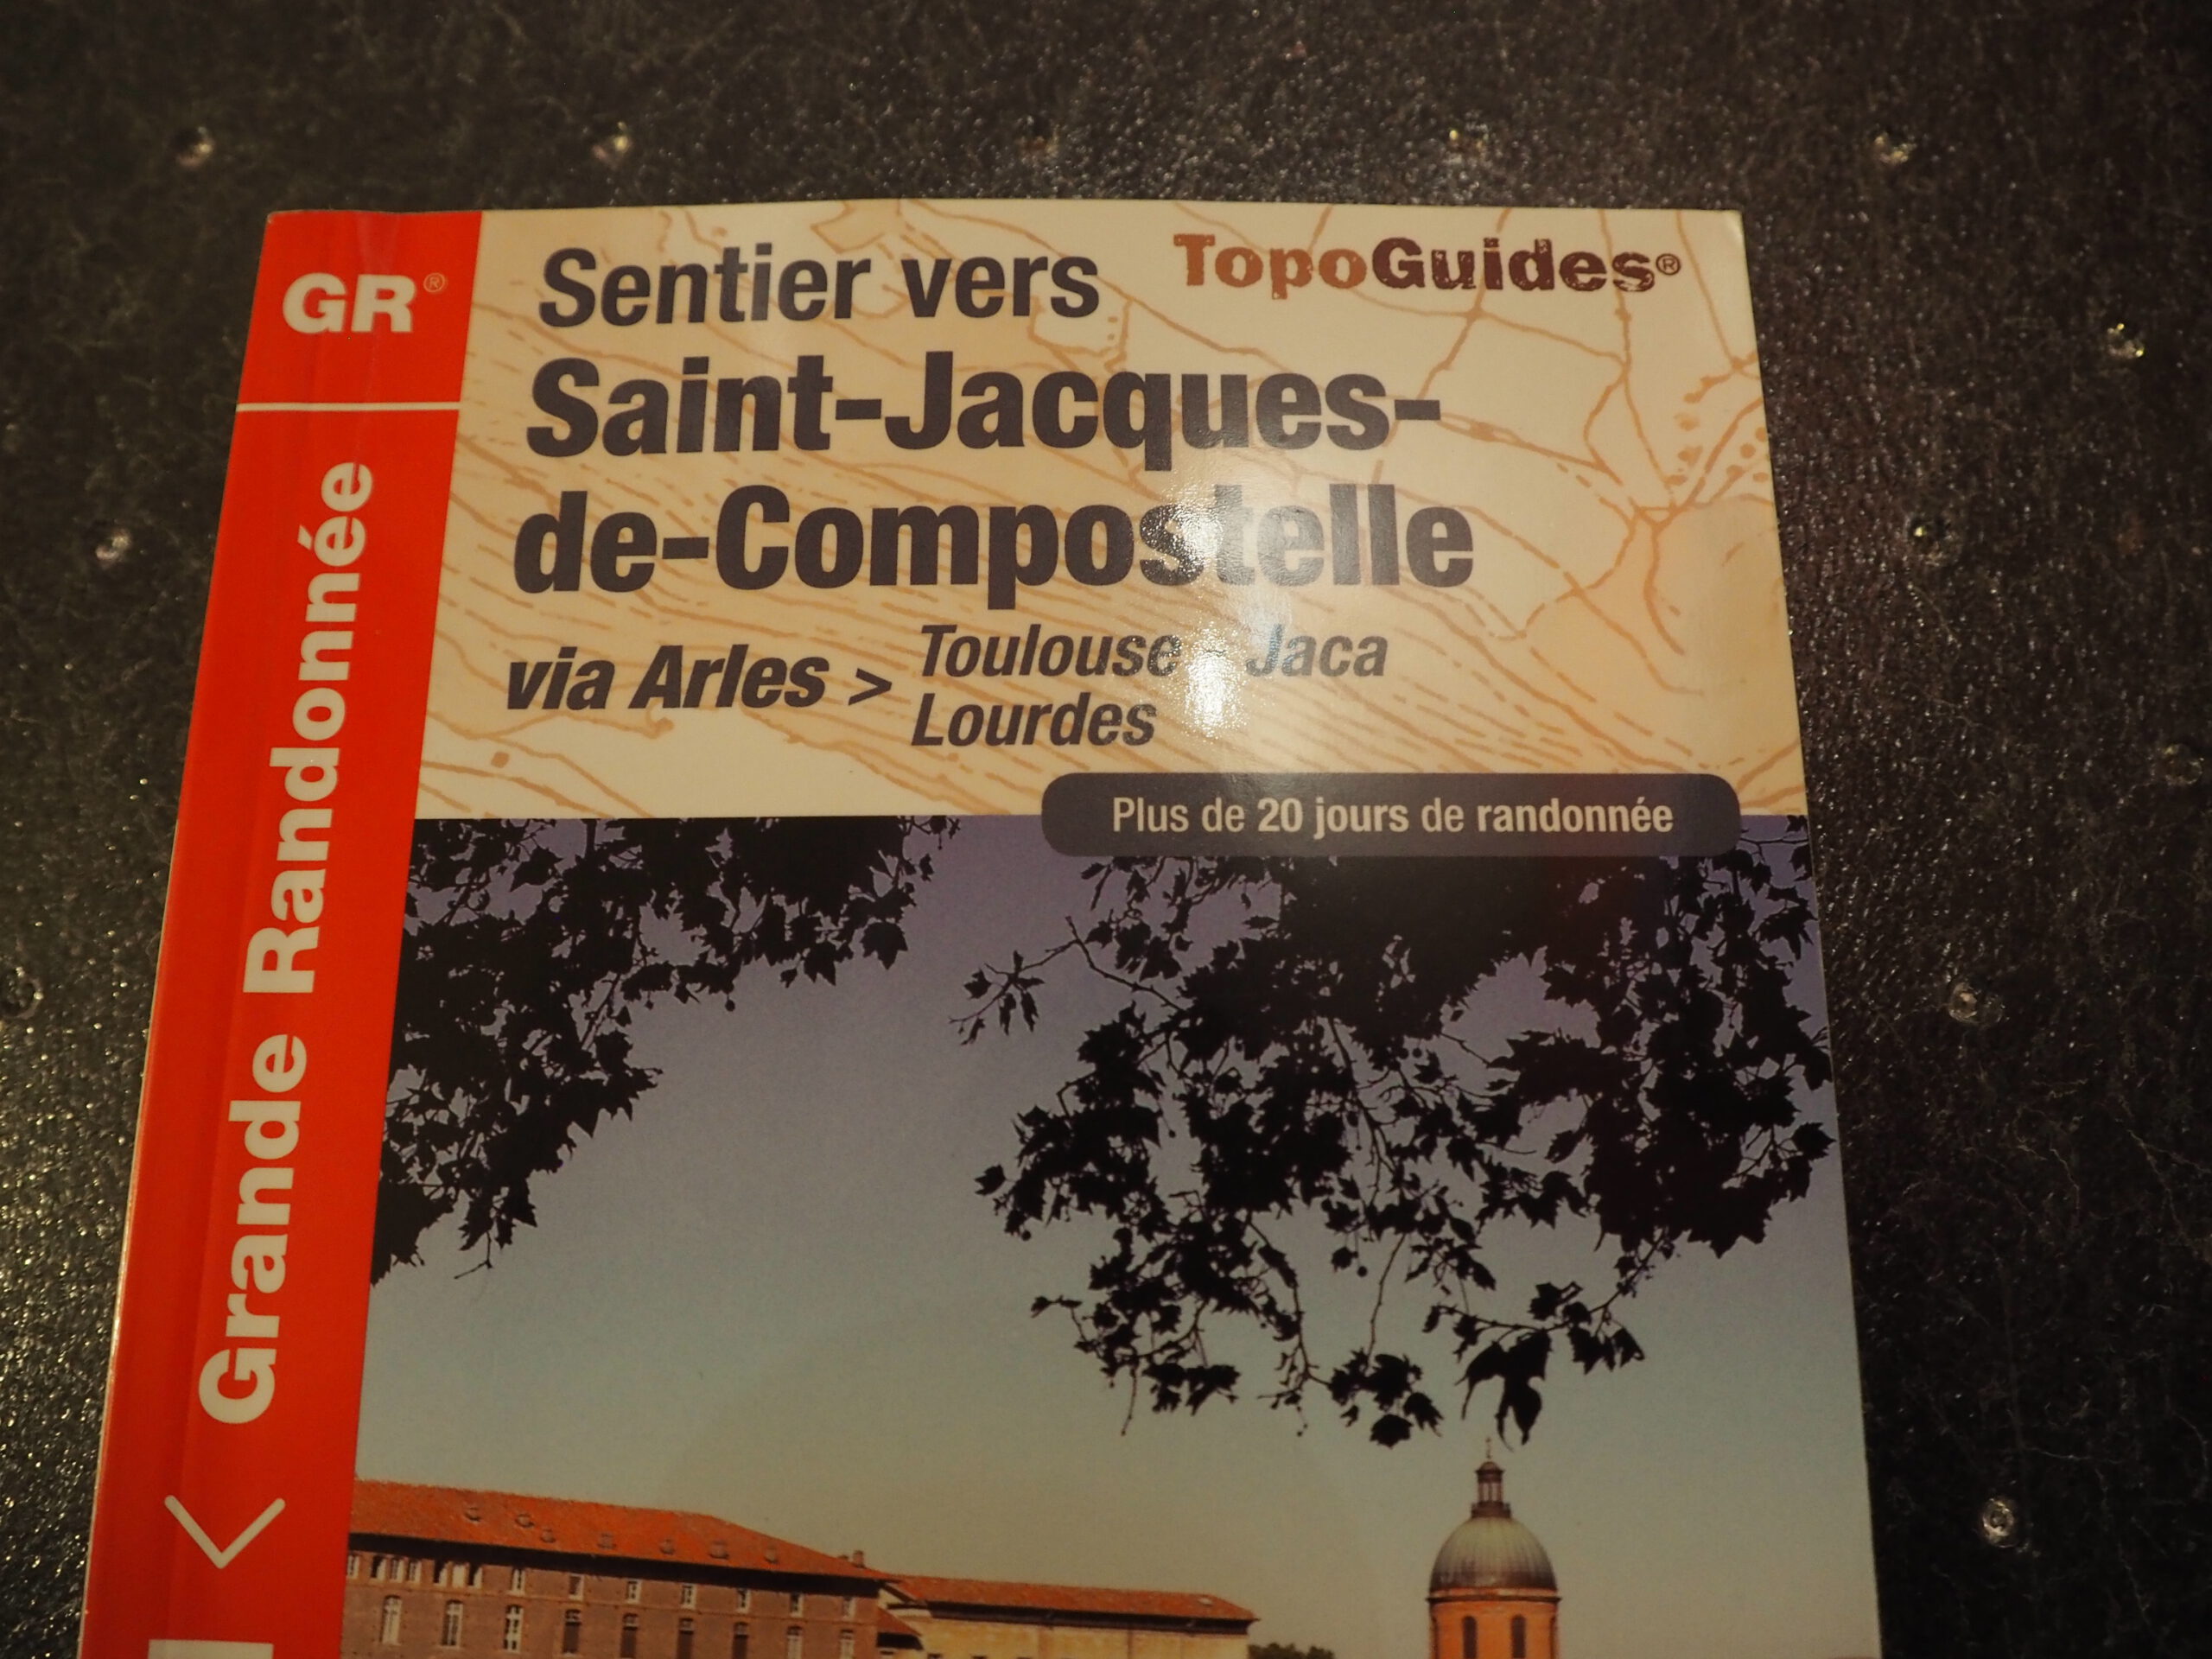 GR®
Grande Randonnée
Sentier vers
TopoGuides®
Saint-Jacques-
de-Compostelle
via Arles > Toulouse - Jaca
Lourdes
Plus de 20 jours de randonnée